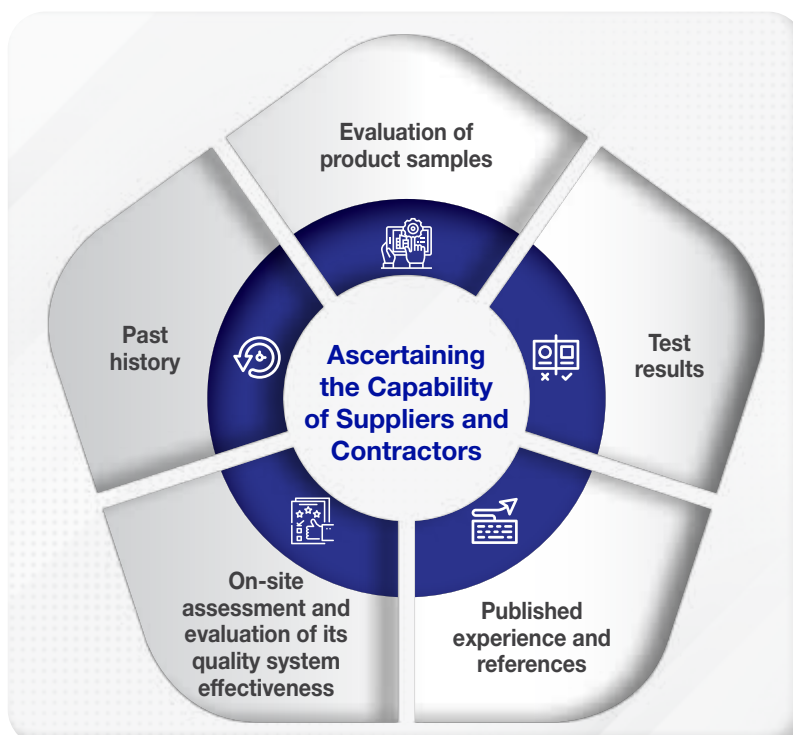 Evaluation of
product samples
Test
results
Published
experience and
references
On-site
assessment and
evaluation of its
quality system
effectiveness
Past
history
Ascertaining
the Capability
of Suppliers and
Contractors